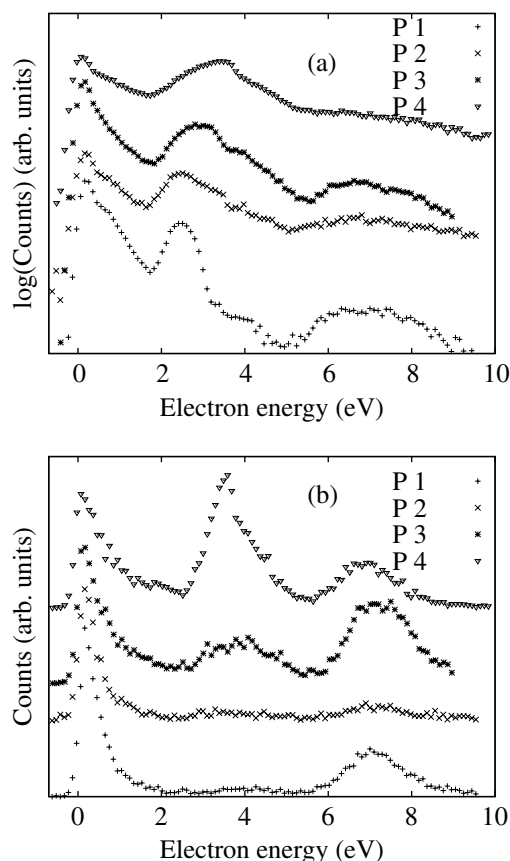 log(Counts) (arb. units)
(a)
P 1
P 2
P 3
P 4
0 2 4 6 8 10
Electron energy (eV)
Counts (arb. units)
(b)
P 1
P 2
P 3
P 4
0 2 4 6 8 10
Electron energy (eV)